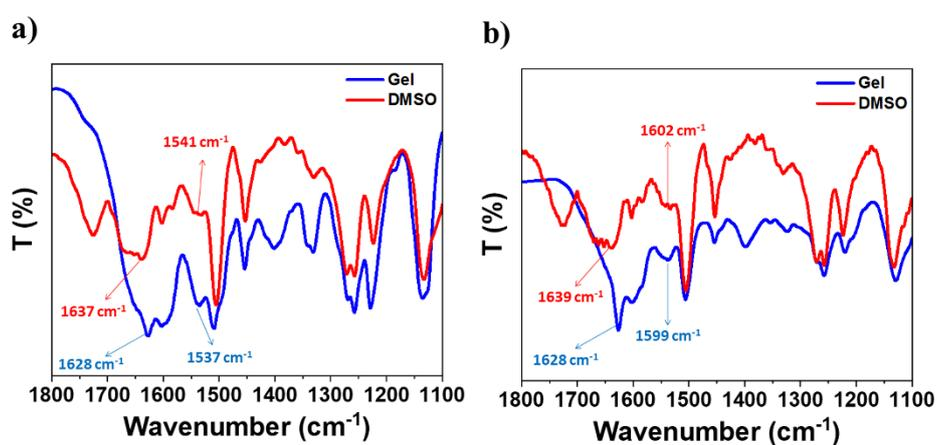 a)
Gel
DMSO
1541 cm-1
1637 cm-1
1628 cm-1
1537 cm-1
T (%)
1800 1700 1600 1500 1400 1300 1200 1100
Wavenumber (cm-1)
b)
Gel
DMSO
1602 cm-1
1639 cm-1
1628 cm-1
1599 cm-1
T (%)
1800 1700 1600 1500 1400 1300 1200 1100
Wavenumber (cm-1)